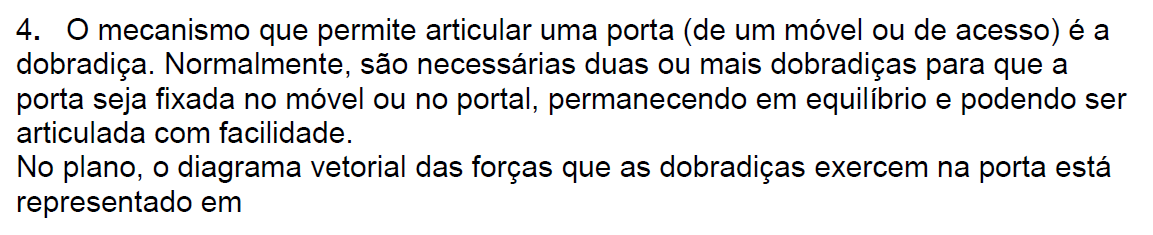 4. O mecanismo que permite articular uma porta (de um móvel ou de acesso) é a
dobradiça. Normalmente, são necessárias duas ou mais dobradiças para que a
porta seja fixada no móvel ou no portal, permanecendo em equilíbrio e podendo ser
articulada com facilidade.
No plano, o diagrama vetorial das forças que as dobradiças exercem na porta está
representado em